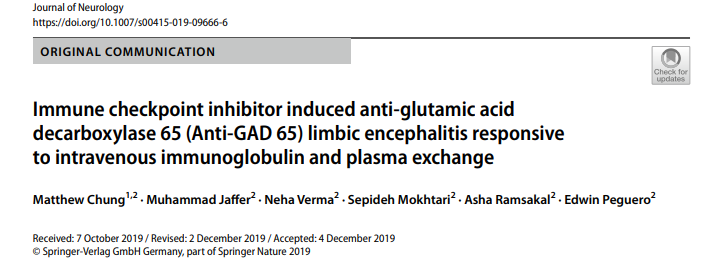 Journal of Neurology
https://doi.org/10.1007/s00415-019-09666-6
ORIGINAL COMMUNICATION
Check for
updates
Immune checkpoint inhibitor induced anti-glutamic acid
decarboxylase 65 (Anti-GAD 65) limbic encephalitis responsive
to intravenous immunoglobulin and plasma exchange
Matthew Chung1,2 · Muhammad Jaffer2 · Neha Verma2 · Sepideh Mokhtari2 · Asha Ramsakal2 · Edwin Peguero2
Received: 7 October 2019 / Revised: 2 December 2019 / Accepted: 4 December 2019
© Springer-Verlag GmbH Germany, part of Springer Nature 2019